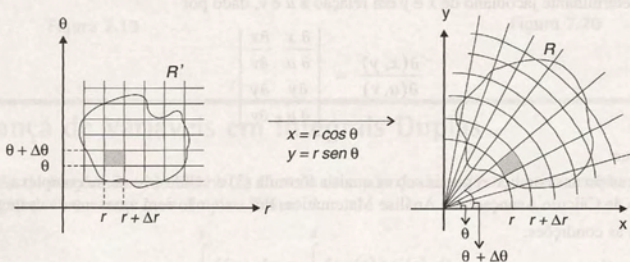 θ
R'
θ + Δθ
θ
r r + Δr r
x = r cos θ
y = r sen θ
y
R
r r + Δr x
θ
θ + Δθ